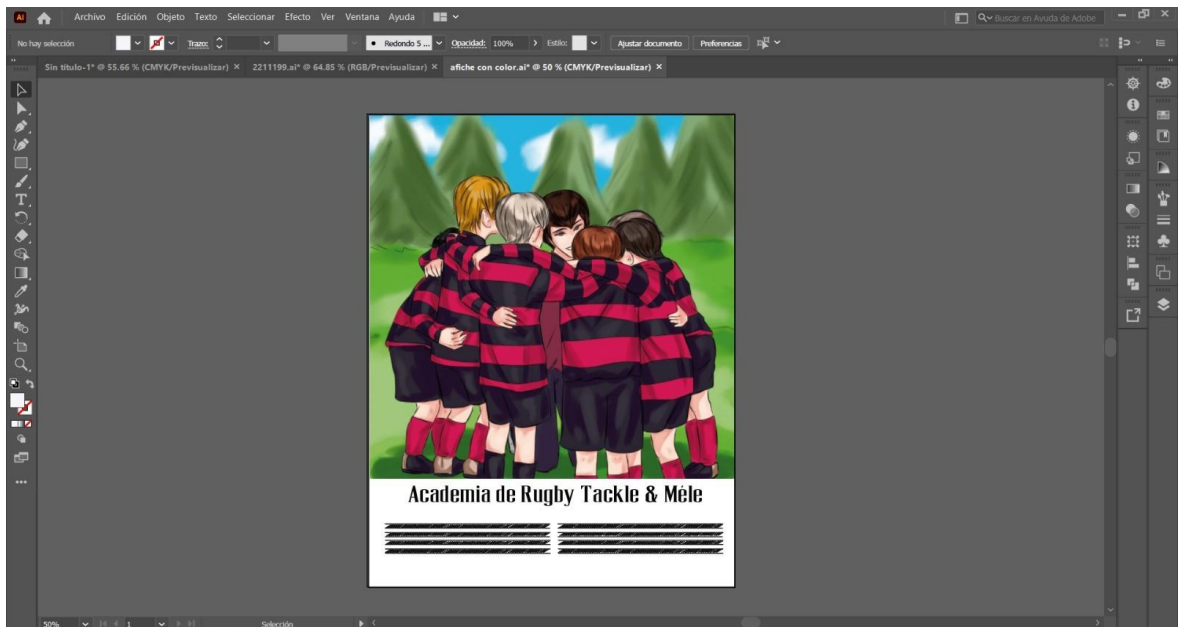 Ai Archivo Edición Objeto Texto Seleccionar Efecto Ver Ventana Ayuda Buscar en Ayuda de Adobe
No hay selección Trazo: Redondo 5 ... Opacidad: 100% Estilo: Ajustar documento Preferencias
Sin título-1* @ 55.66 % (CMYK/Previsualizar) × 2211199.ai* @ 64.85 % (RGB/Previsualizar) × afiche con color.ai* @ 50 % (CMYK/Previsualizar) ×
Academia de Rugby Tackle & Méle
50% 1 Selección